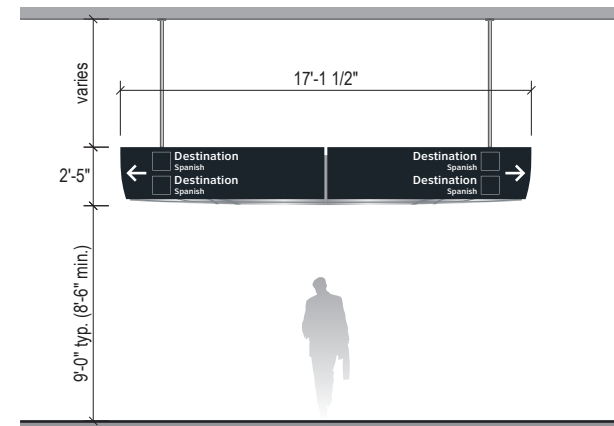 varies
17'-1 1/2"
2'-5"
Destination
Spanish
Destination
Spanish
Destination
Spanish
Destination
Spanish
9'-0" typ. (8'-6" min.)